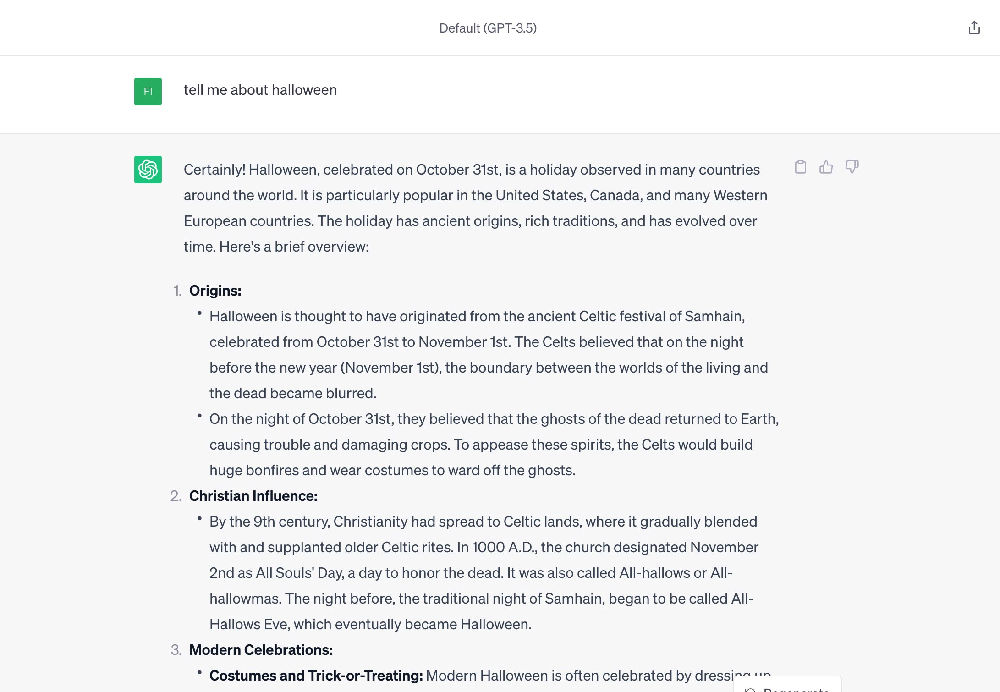 Default (GPT-3.5)
FI
tell me about halloween
Certainly! Halloween, celebrated on October 31st, is a holiday observed in many countries
around the world. It is particularly popular in the United States, Canada, and many Western
European countries. The holiday has ancient origins, rich traditions, and has evolved over
time. Here's a brief overview:
1. Origins:
• Halloween is thought to have originated from the ancient Celtic festival of Samhain,
celebrated from October 31st to November 1st. The Celts believed that on the night
before the new year (November 1st), the boundary between the worlds of the living and
the dead became blurred.
• On the night of October 31st, they believed that the ghosts of the dead returned to Earth,
causing trouble and damaging crops. To appease these spirits, the Celts would build
huge bonfires and wear costumes to ward off the ghosts.
2. Christian Influence:
• By the 9th century, Christianity had spread to Celtic lands, where it gradually blended
with and supplanted older Celtic rites. In 1000 A.D., the church designated November
2nd as All Souls' Day, a day to honor the dead. It was also called All-hallows or All-
hallowmas. The night before, the traditional night of Samhain, began to be called All-
Hallows Eve, which eventually became Halloween.
3. Modern Celebrations:
• Costumes and Trick-or-Treating: Modern Halloween is often celebrated by dressing up
Regenerate